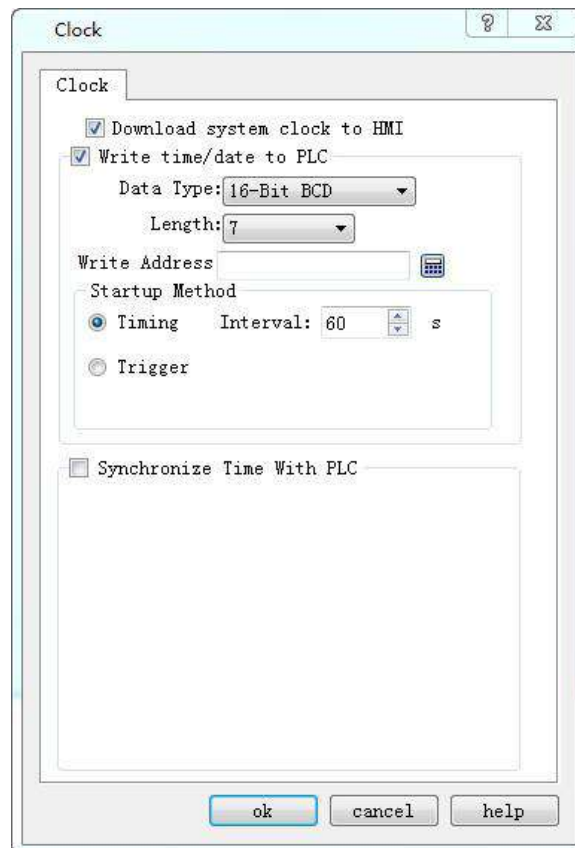 Clock
Clock
Download system clock to HMI
Write time/date to PLC
Data Type: 16-Bit BCD
Length: 7
Write Address
Startup Method
Timing Interval: 60 s
Trigger
Synchronize Time With PLC
ok cancel help